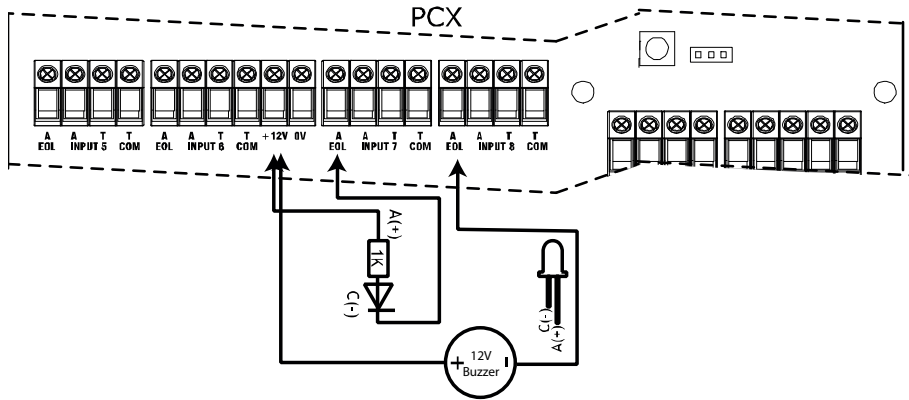 PCX
A A T T A A T T +12V 0V A A T T A A T T
EOL INPUT 5 COM EOL INPUT 6 COM EOL INPUT 7 COM EOL INPUT 8 COM
A(+)
1K
C(-)
C(-)
A(+)
+ 12V -
Buzzer